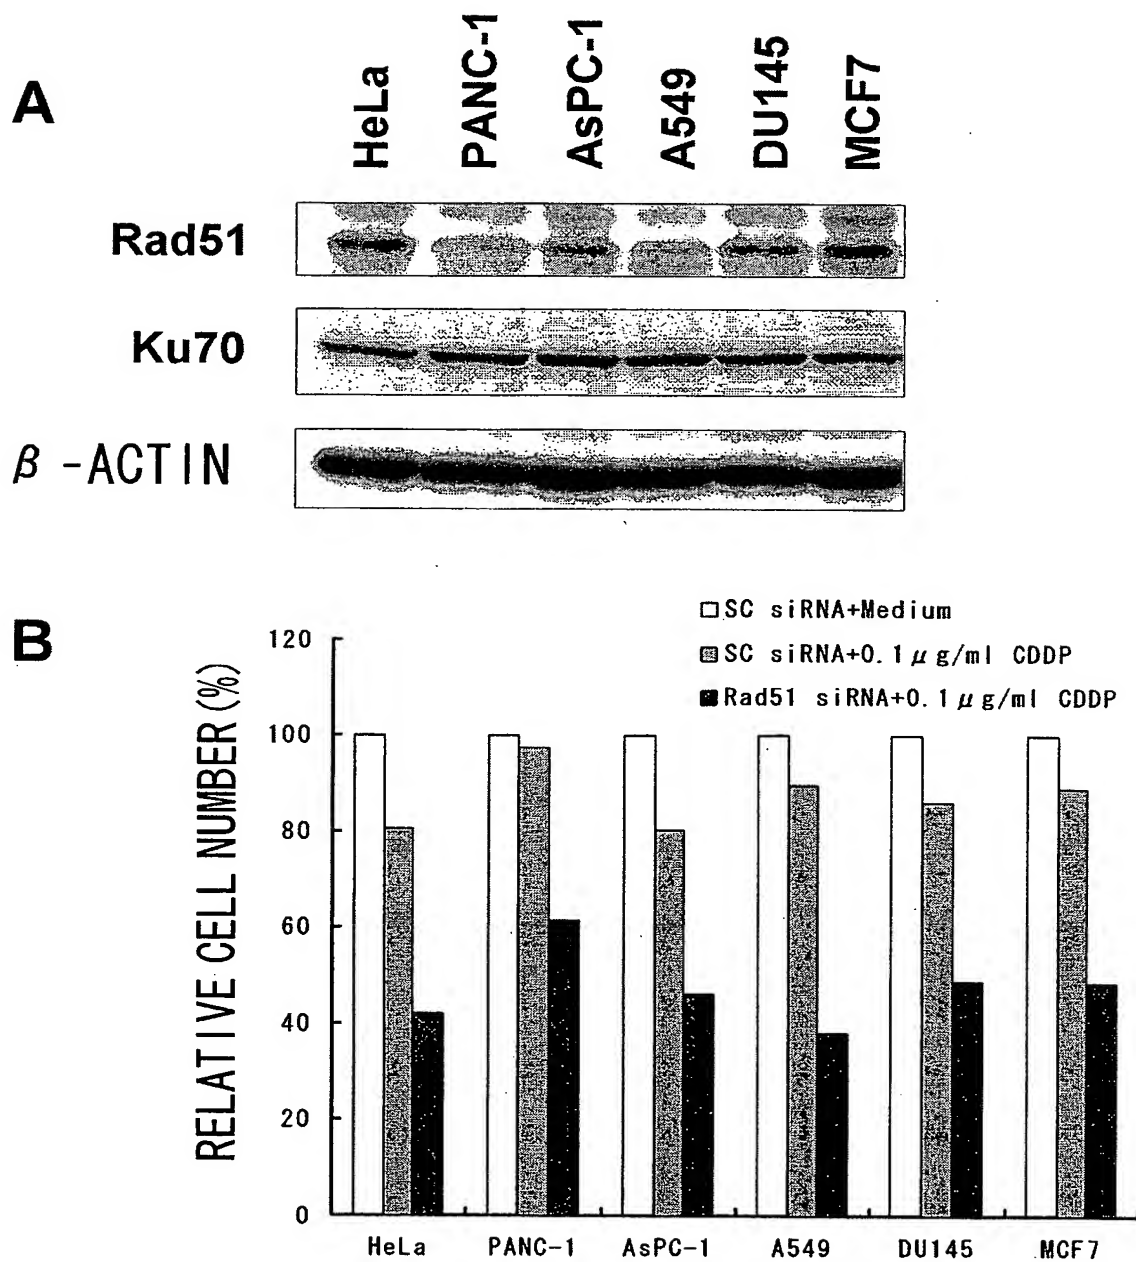 A
HeLa
PANC-1
AsPC-1
A549
DU145
MCF7
Rad51
Ku70
β-ACTIN
B
SC siRNA+Medium
SC siRNA+0.1μg/ml CDDP
Rad51 siRNA+0.1μg/ml CDDP
RELATIVE CELL NUMBER(%)
120
100
80
60
40
20
0
HeLa
PANC-1
AsPC-1
A549
DU145
MCF7